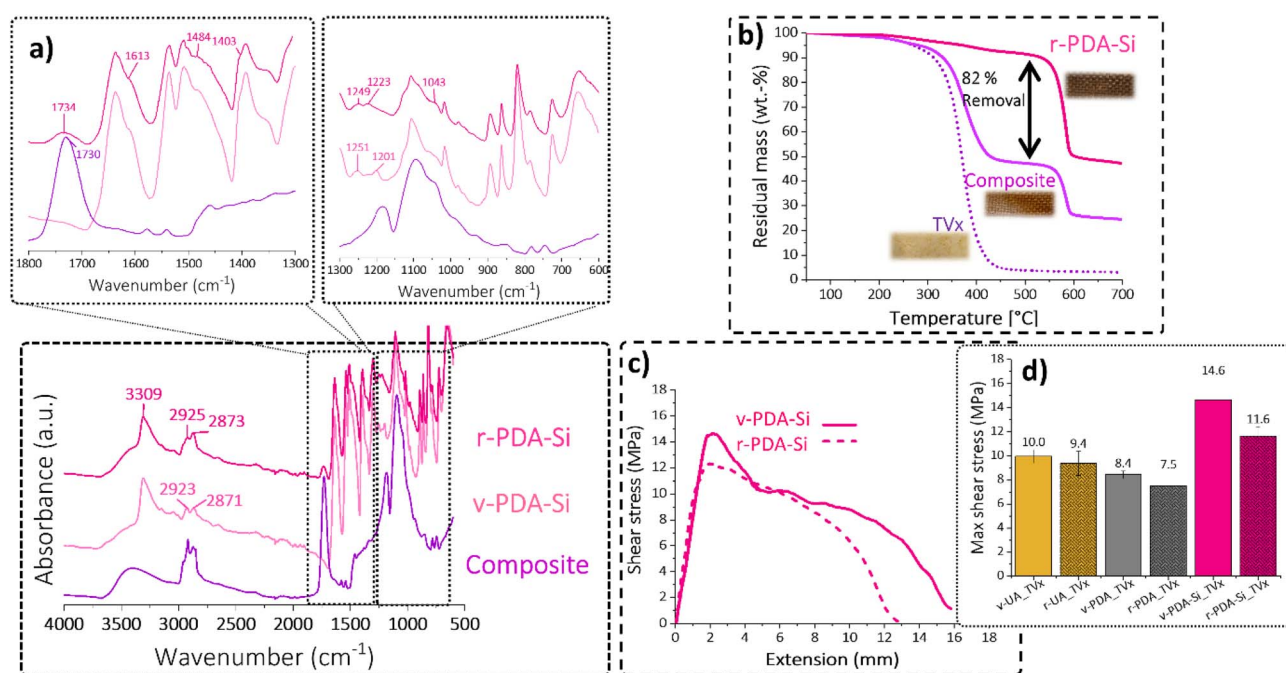 a)
1734
1613
1484
1403
1730
1800 1700 1600 1500 1400 1300
Wavenumber (cm⁻¹)
1249
1223
1043
1251
1201
1300 1200 1100 1000 900 800 700 600
Wavenumber (cm⁻¹)
3309
2925
2873
r-PDA-Si
2923
2871
v-PDA-Si
Composite
Absorbance (a.u.)
4000 3500 3000 2500 2000 1500 1000 500
Wavenumber (cm⁻¹)
b)
100
90
80
70
60
50
40
30
20
10
0
Residual mass (wt.-%)
r-PDA-Si
82 %
Removal
Composite
TVx
100 200 300 400 500 600 700
Temperature [°C]
c)
18
16
14
12
10
8
6
4
2
0
Shear stress (MPa)
v-PDA-Si
r-PDA-Si
0 2 4 6 8 10 12 14 16 18
Extension (mm)
d)
18
16
14
12
10
8
6
4
2
0
Max shear stress (MPa)
10.0
9.4
8.4
7.5
14.6
11.6
v-UA_TVx
r-UA_TVx
v-PDA_TVx
r-PDA_TVx
v-PDA-Si_TVx
r-PDA-Si_TVx